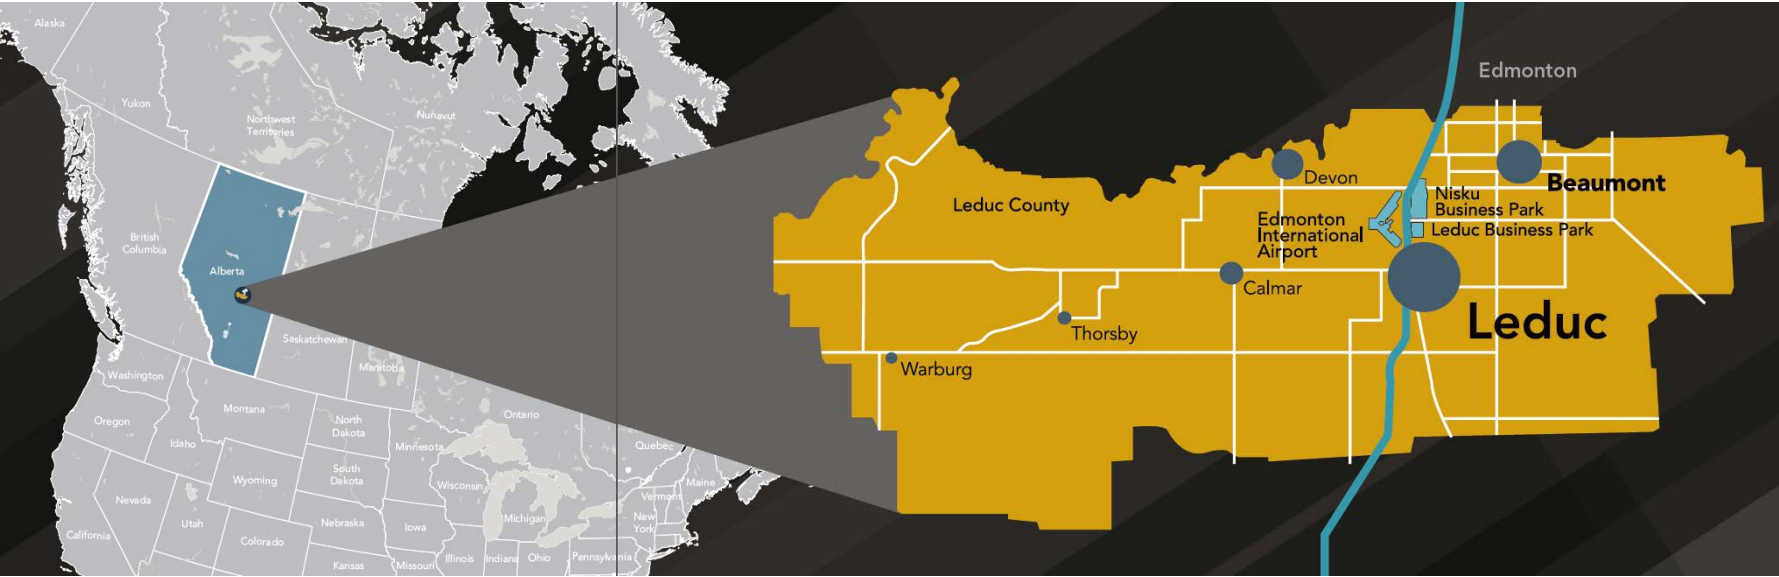 Alaska
Yukon
Northwest
Territories
Nunavut
British
Columbia
Alberta
Saskatchewan
Manitoba
Ontario
Quebec
Washington
Oregon
Idaho
Montana
North
Dakota
Minnesota
South
Dakota
Wyoming
Wisconsin
Michigan
Maine
Vermont
New
York
Nevada
Utah
California
Colorado
Nebraska
Iowa
Kansas
Missouri
Illinois
Indiana
Ohio
Pennsylvania
Edmonton
Devon
Beaumont
Leduc County
Nisku
Business Park
Edmonton
International
Airport
Leduc Business Park
Calmar
Leduc
Thorsby
Warburg